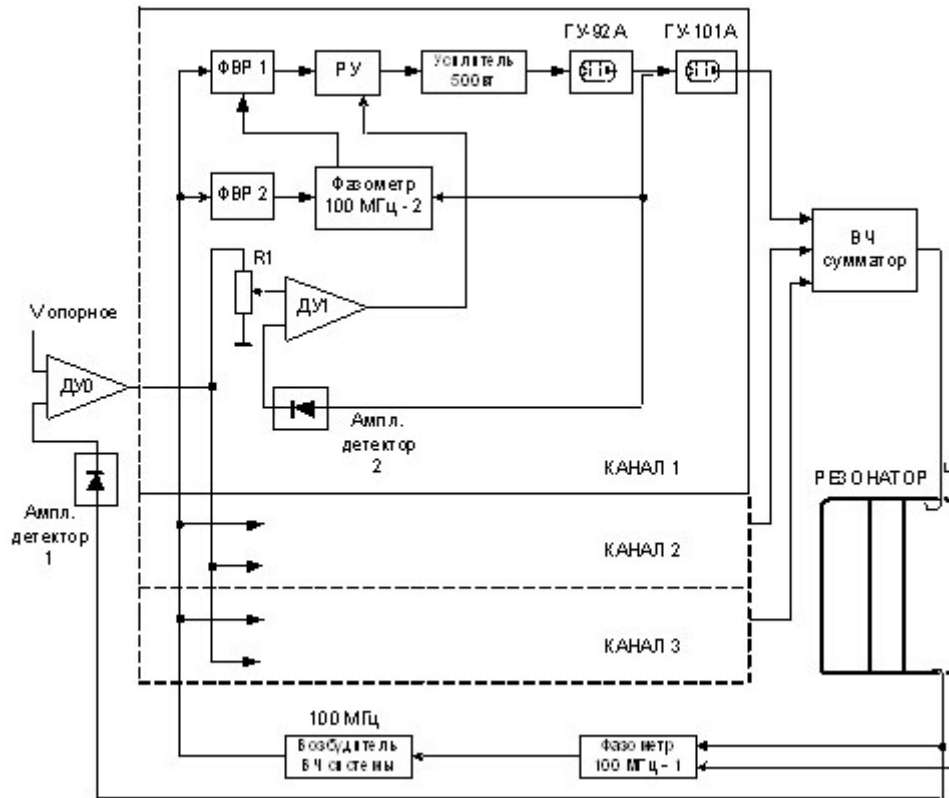 ГУ-92А
ГУ-101А
ФВР 1
РУ
Усилитель
500вт
ФВР 2
Фазометр
100 МГц - 2
R1
ДУ1
ВЧ
сумматор
V опорное
ДУ0
Ампл.
детектор
2
Ампл.
детектор
1
КАНАЛ 1
РЕЗОНАТОР
КАНАЛ 2
КАНАЛ 3
100 МГц
Возбудитель
ВЧ системы
Фазометр
100 МГц - 1